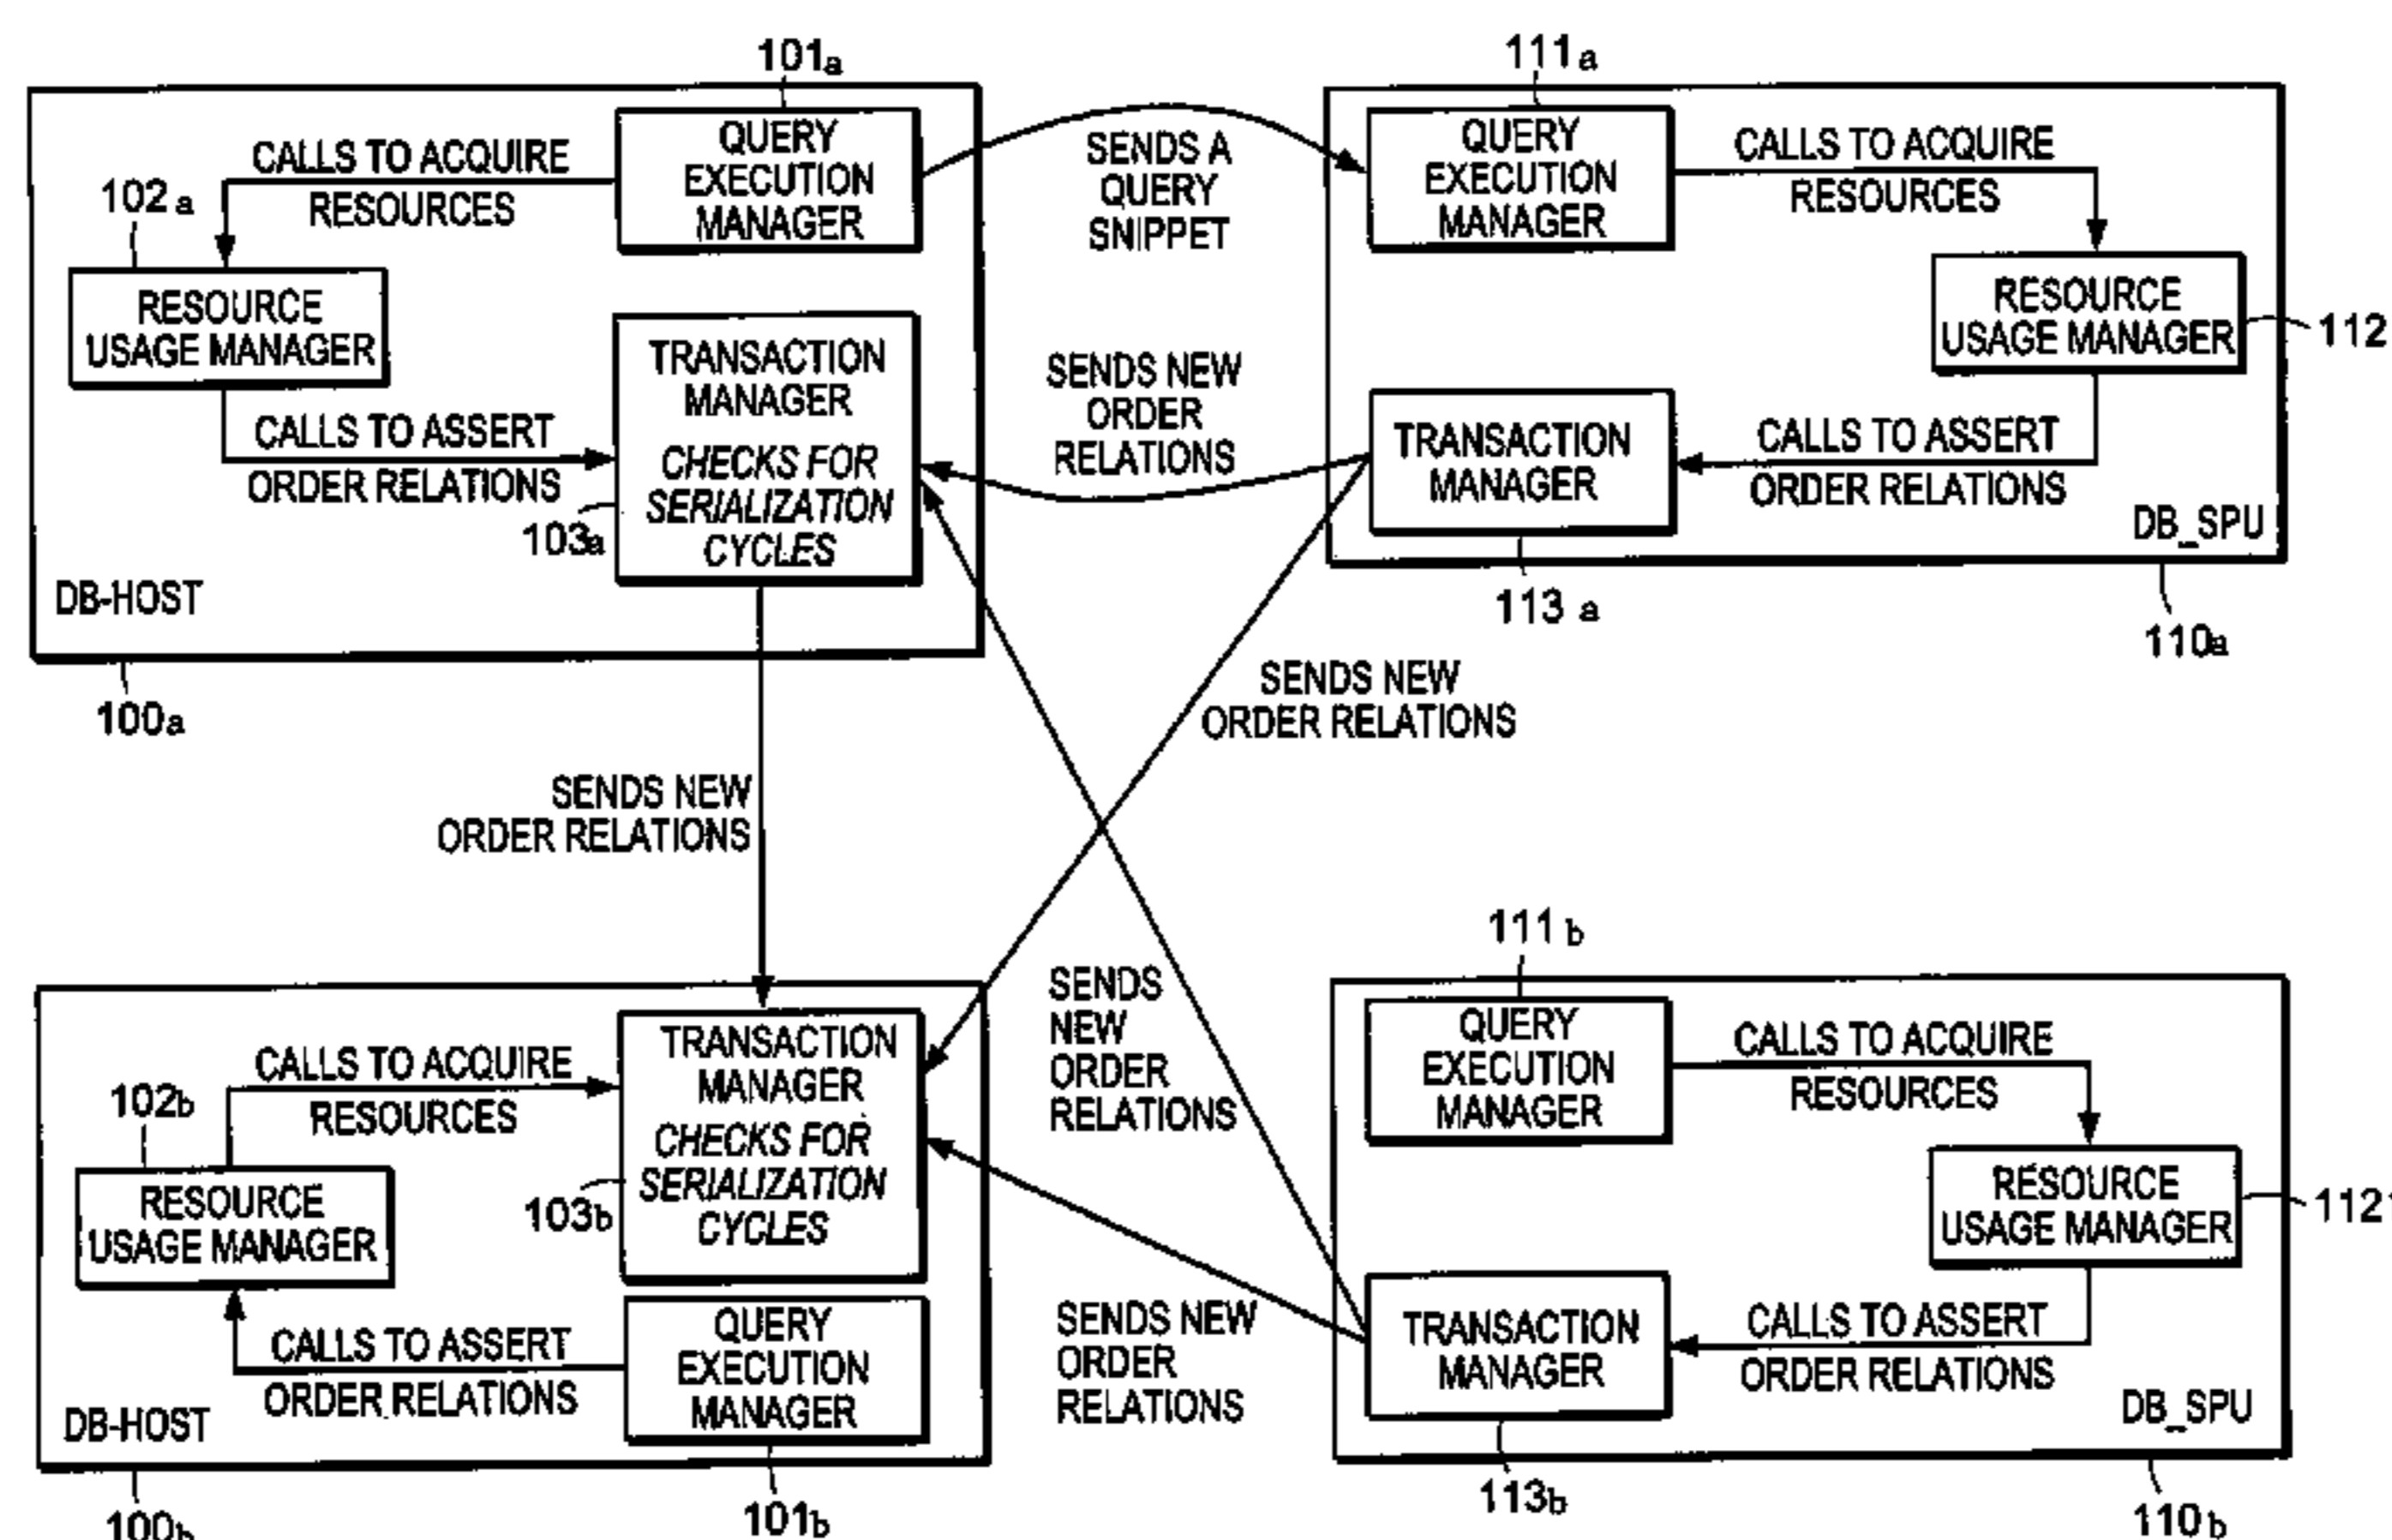 101a
QUERY
EXECUTION
MANAGER
CALLS TO ACQUIRE
RESOURCES
102a
RESOURCE
USAGE MANAGER
CALLS TO ASSERT
ORDER RELATIONS
TRANSACTION
MANAGER
CHECKS FOR
SERIALIZATION
CYCLES
103a
DB-HOST
100a
SENDS A
QUERY
SNIPPET
SENDS NEW
ORDER
RELATIONS
111a
QUERY
EXECUTION
MANAGER
CALLS TO ACQUIRE
RESOURCES
RESOURCE
USAGE MANAGER
112
TRANSACTION
MANAGER
CALLS TO ASSERT
ORDER RELATIONS
DB_SPU
113a
110a
SENDS NEW
ORDER RELATIONS
SENDS NEW
ORDER RELATIONS
TRANSACTION
MANAGER
CHECKS FOR
SERIALIZATION
CYCLES
103b
CALLS TO ACQUIRE
RESOURCES
102b
RESOURCE
USAGE MANAGER
CALLS TO ASSERT
ORDER RELATIONS
QUERY
EXECUTION
MANAGER
DB-HOST
100b
101b
SENDS
NEW
ORDER
RELATIONS
SENDS NEW
ORDER
RELATIONS
111b
QUERY
EXECUTION
MANAGER
CALLS TO ACQUIRE
RESOURCES
RESOURCE
USAGE MANAGER
112
TRANSACTION
MANAGER
CALLS TO ASSERT
ORDER RELATIONS
DB_SPU
113b
110b